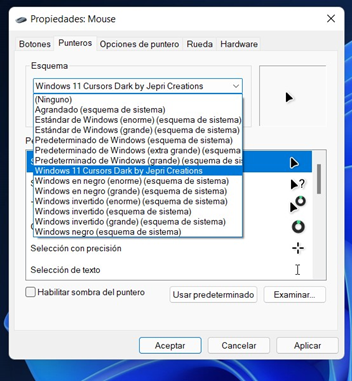 Propiedades: Mouse
Botones Punteros Opciones de puntero Rueda Hardware
Esquema
Windows 11 Cursors Dark by Jepri Creations
(Ninguno)
Agrandado (esquema de sistema)
Estándar de Windows (enorme) (esquema de sistema)
Estándar de Windows (grande) (esquema de sistema)
Predeterminado de Windows (esquema de sistema)
Predeterminado de Windows (extra grande) (esquema de sis
Predeterminado de Windows (grande) (esquema de sistema)
Windows 11 Cursors Dark by Jepri Creations
Windows en negro (enorme) (esquema de sistema)
Windows en negro (grande) (esquema de sistema)
Windows invertido (enorme) (esquema de sistema)
Windows invertido (esquema de sistema)
Windows invertido (grande) (esquema de sistema)
Windows negro (esquema de sistema)
Selección con precisión
Selección de texto
Habilitar sombra del puntero
Usar predeterminado
Examinar...
Aceptar
Cancelar
Aplicar